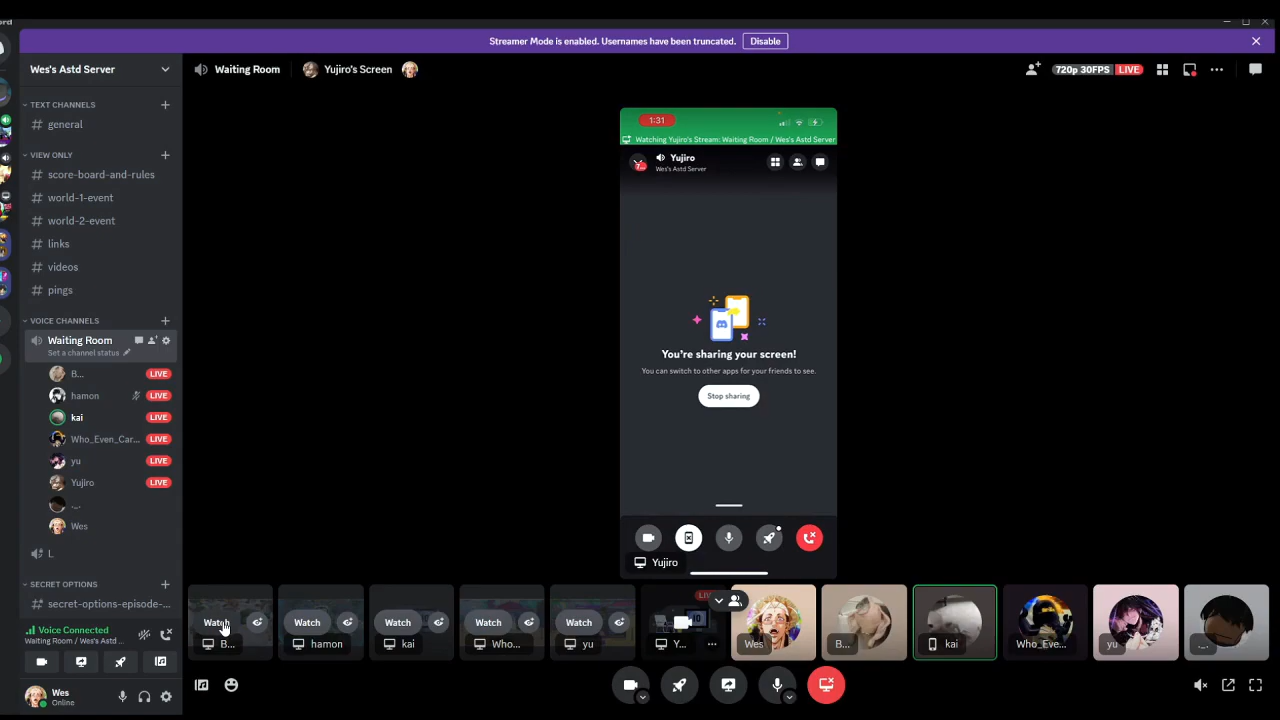 ord
Streamer Mode is enabled. Usernames have been truncated. Disable
Wes's Astd Server
Waiting Room
Yujiro's Screen
720p 30FPS LIVE
TEXT CHANNELS
general
VIEW ONLY
score-board-and-rules
world-1-event
world-2-event
links
videos
pings
VOICE CHANNELS
Waiting Room
Set a channel status
B... LIVE
hamon LIVE
kai LIVE
Who_Even_Car... LIVE
yu LIVE
Yujiro LIVE
._.
Wes
L
SECRET OPTIONS
secret-options-episode-...
Voice Connected
Waiting Room / Wes's Astd ...
Wes
Online
1:31
Watching Yujiro's Stream: Waiting Room / Wes's Astd Server
Yujiro
Wes's Astd Server
You're sharing your screen!
You can switch to other apps for your friends to see.
Stop sharing
Yujiro
Watch
B...
Watch
hamon
Watch
kai
Watch
Who...
Watch
yu
Y...
Wes
B...
kai
Who_Eve...
yu
._.